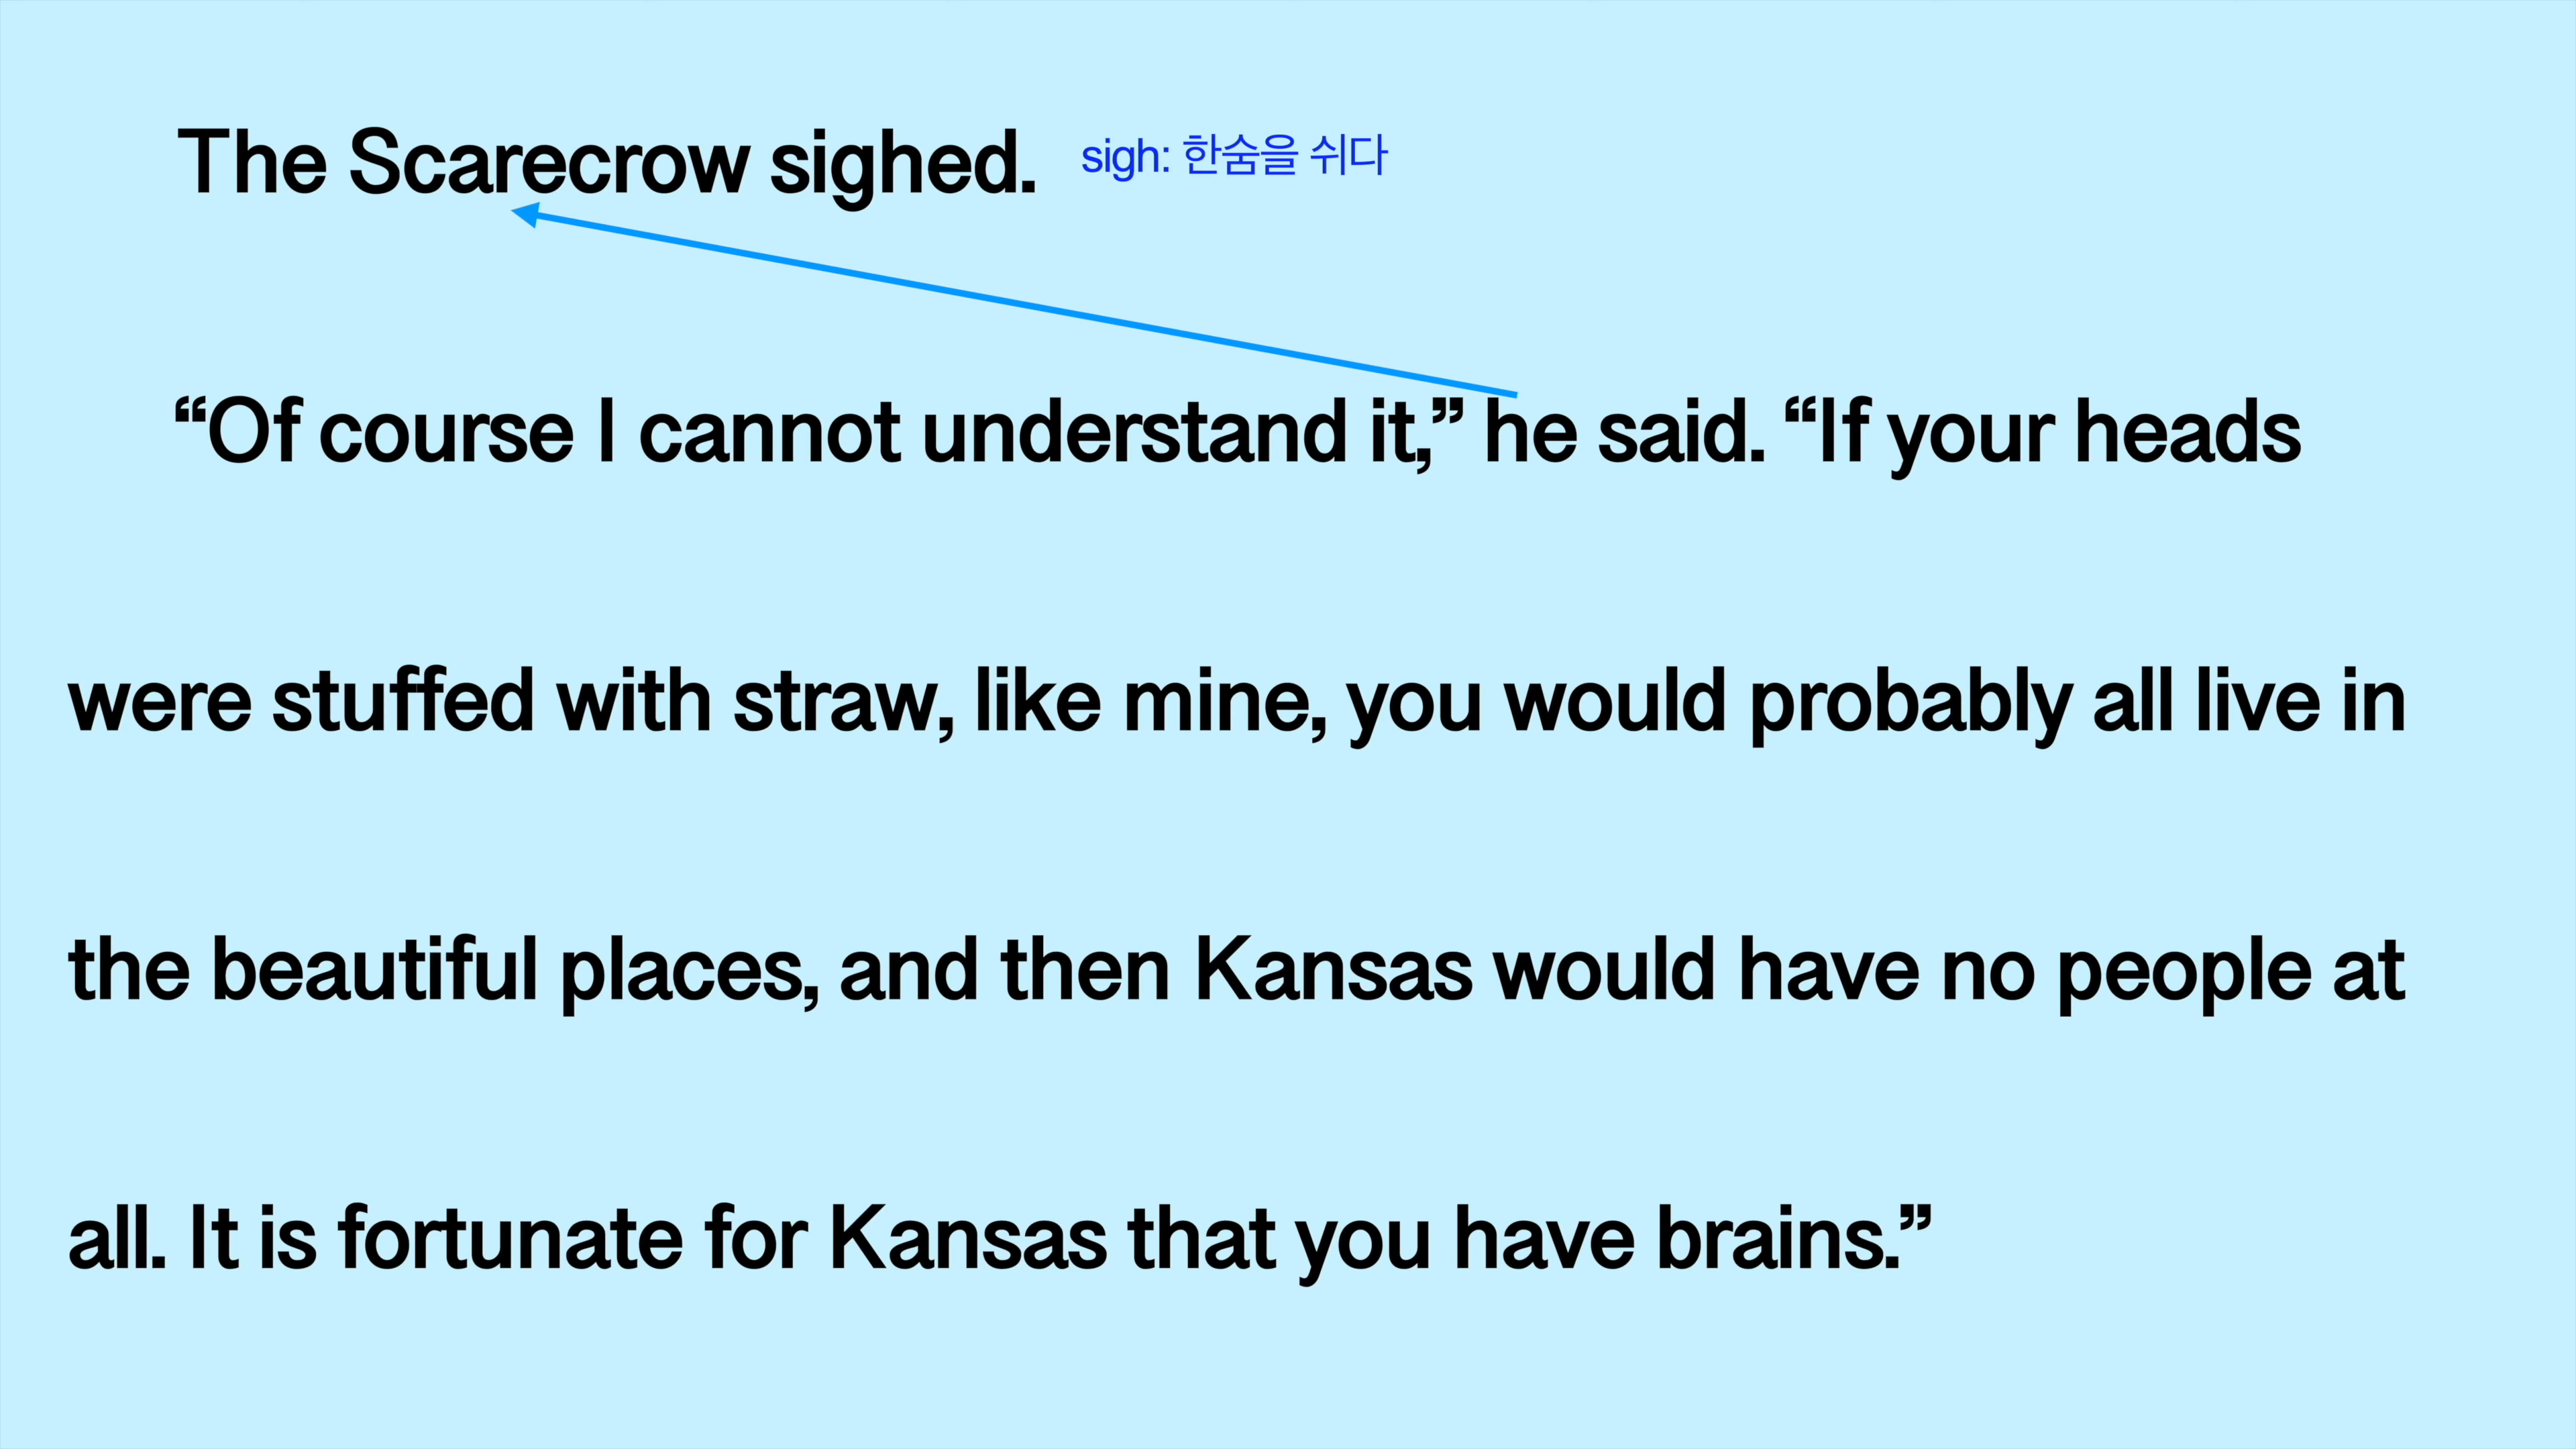 The Scarecrow sighed. sigh: 한숨을 쉬다
“Of course I cannot understand it,” he said. “If your heads
were stuffed with straw, like mine, you would probably all live in
the beautiful places, and then Kansas would have no people at
all. It is fortunate for Kansas that you have brains.”